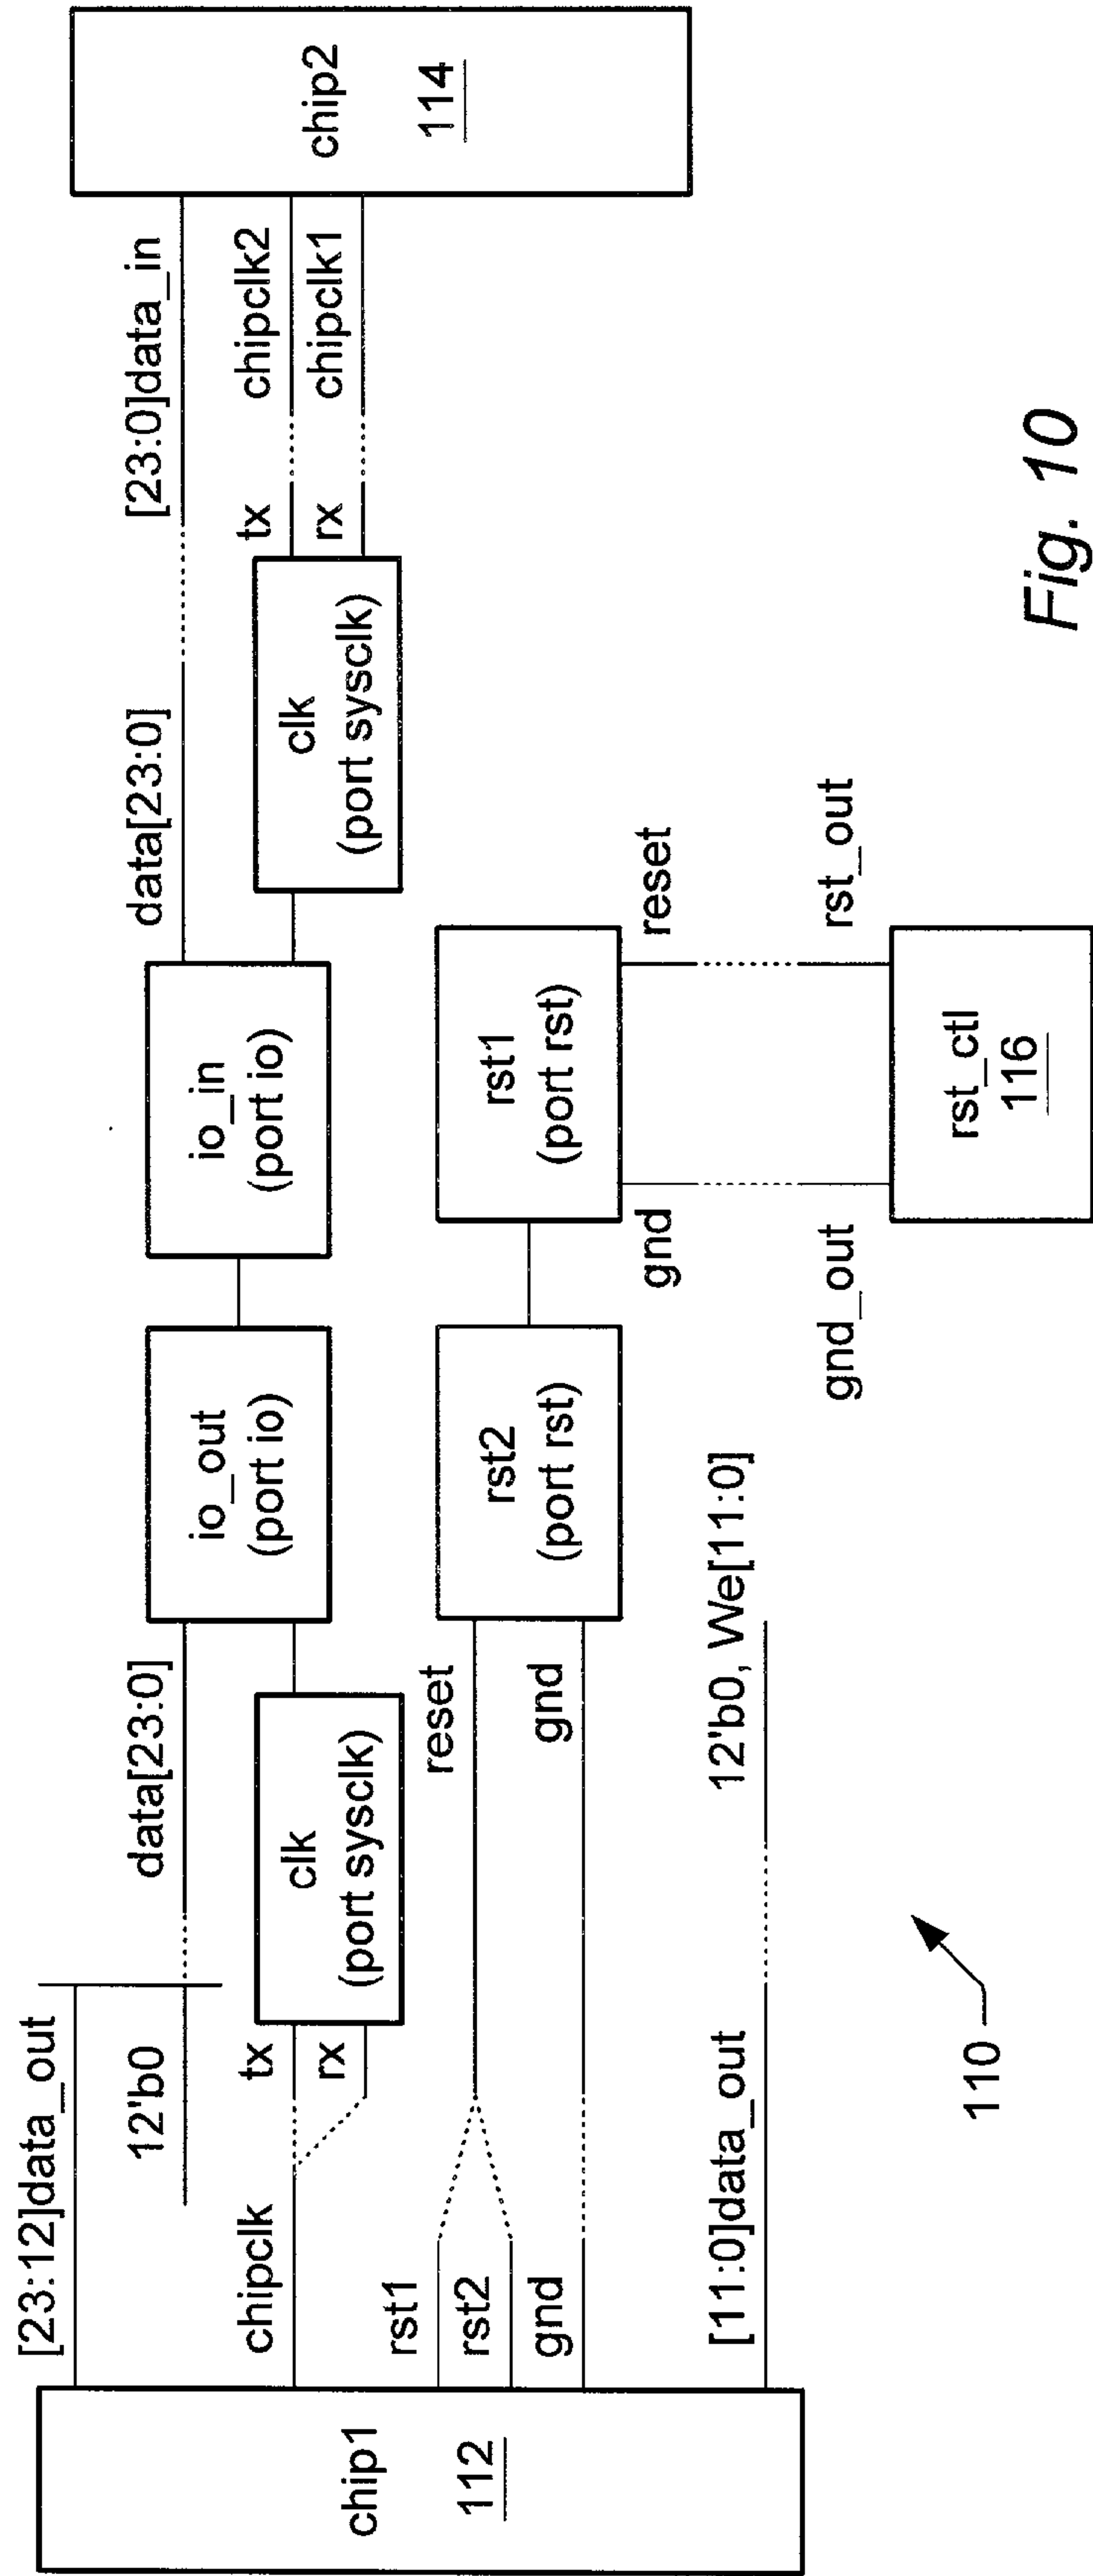 [23:12]data_out
12'b0
data[23:0]
data[23:0]
[23:0]data_in
chip1
112
chipclk
tx
rx
clk
(port sysclk)
io_out
(port io)
io_in
(port io)
clk
(port sysclk)
tx
rx
chipclk2
chipclk1
chip2
114
rst1
rst2
gnd
reset
gnd
rst2
(port rst)
rst1
(port rst)
gnd
reset
[11:0]data_out
12'b0, We[11:0]
gnd_out
rst_out
rst_ctl
116
110
Fig. 10